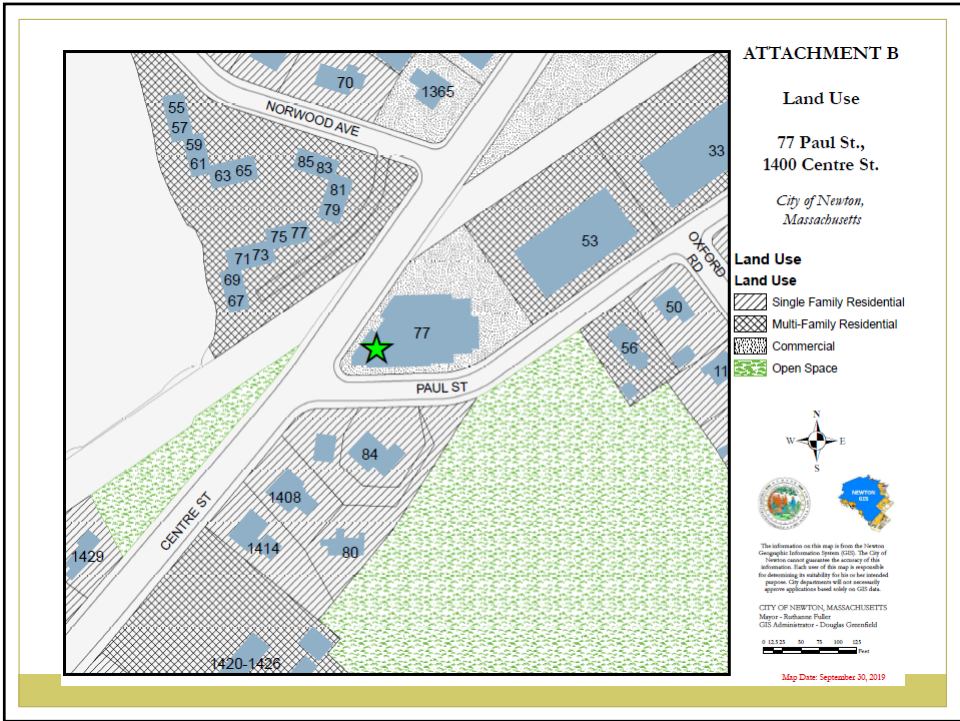 ATTACHMENT B
Land Use
77 Paul St.,
1400 Centre St.
City of Newton,
Massachusetts
Land Use
Land Use
Single Family Residential
Multi-Family Residential
Commercial
Open Space
N
W E
S
NEWTON
GIS
The information on this map is from the Newton
Geographic Information System (GIS). The City of
Newton cannot guarantee the accuracy of this
information. Each user of this map is responsible
for determining its suitability for his or her intended
purpose. City departments will not necessarily
approve applications based solely on GIS data.
CITY OF NEWTON, MASSACHUSETTS
Mayor - Ruthanne Fuller
GIS Administrator - Douglas Greenfield
0 12.5 25 50 75 100 125
Feet
Map Date: September 30, 2019
70
1365
NORWOOD AVE
55
57
59
61
63 65
85 83
81
79
75 77
71 73
69
67
33
53
OXFORD
RD
77
50
56
11
PAUL ST
84
1408
1414
80
CENTRE ST
1429
1420-1426